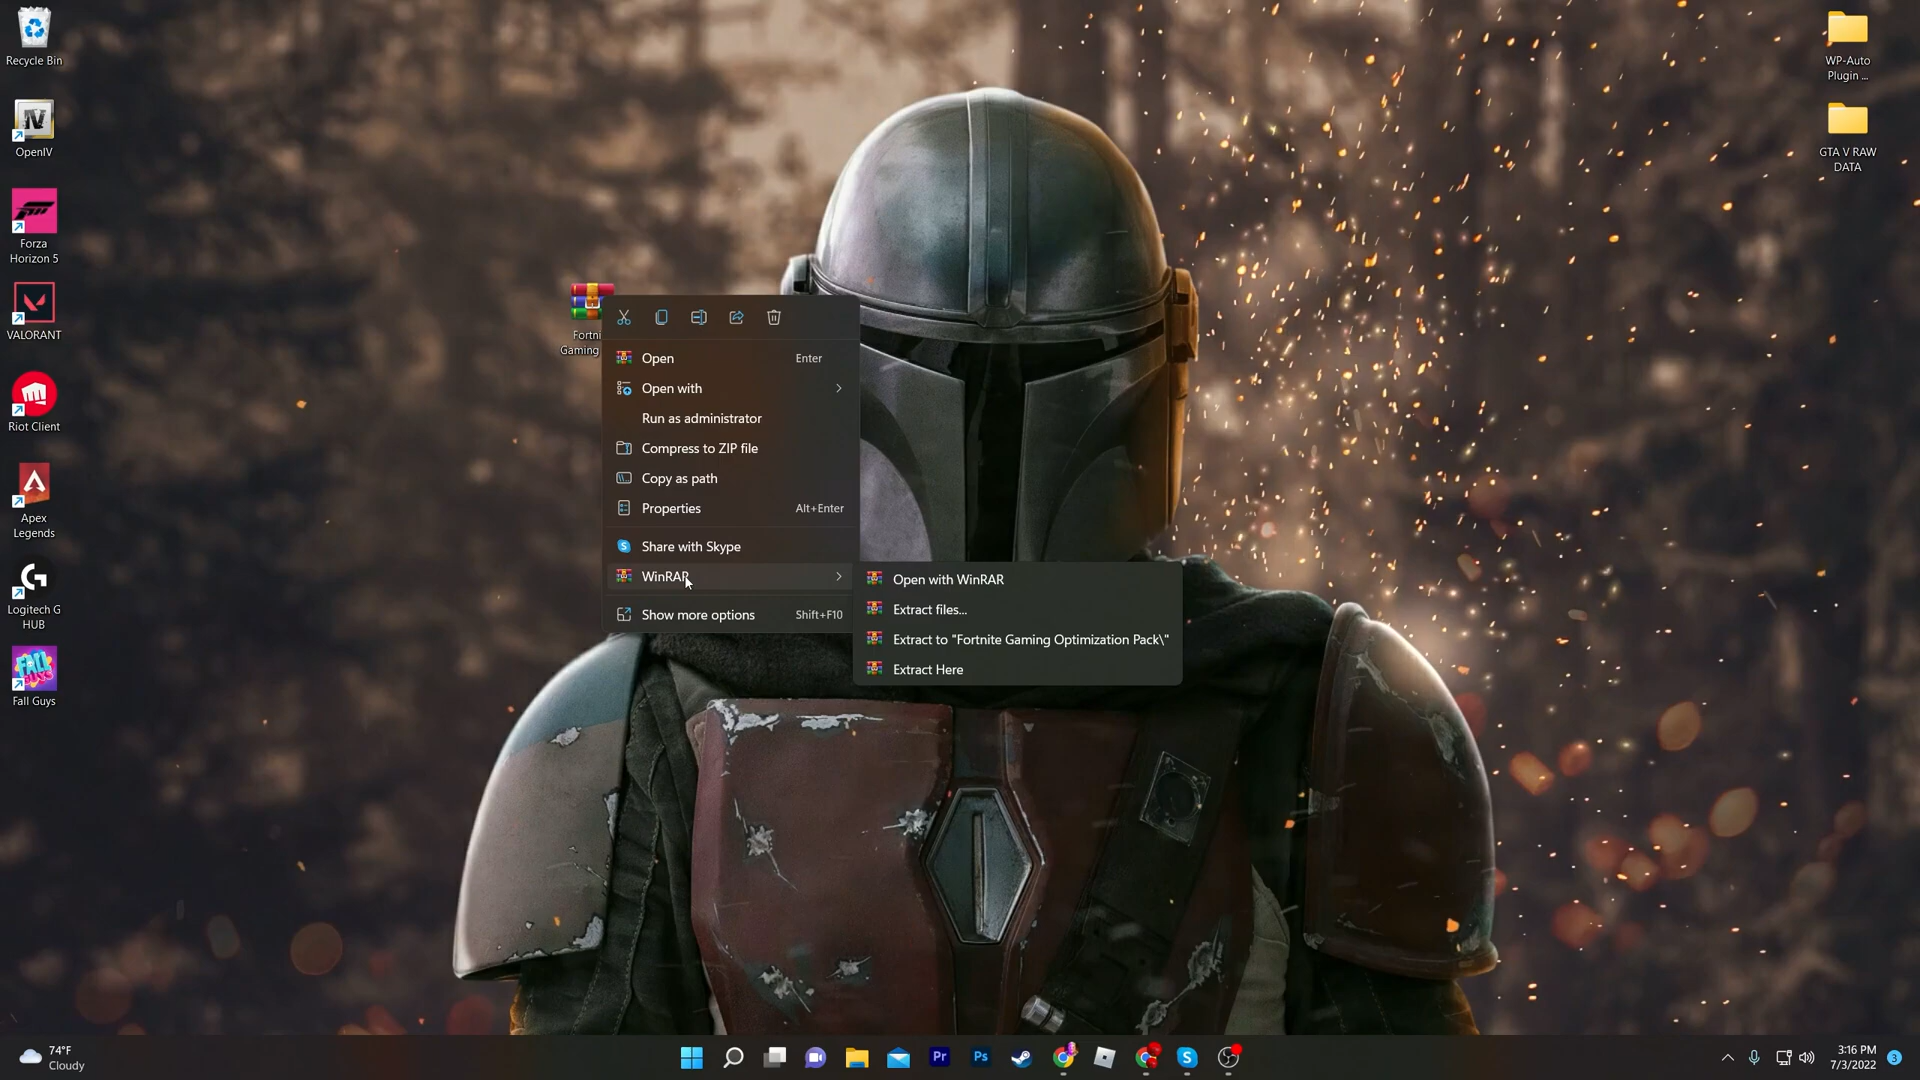 Recycle Bin
OpenIV
Forza
Horizon 5
VALORANT
Riot Client
Apex
Legends
Logitech G
HUB
Fall Guys
Gaming
Open Enter
Open with
Run as administrator
Compress to ZIP file
Copy as path
Properties Alt+Enter
Share with Skype
WinRAR
Show more options Shift+F10
Open with WinRAR
Extract files...
Extract to "Fortnite Gaming Optimization Pack\"
Extract Here
WP-Auto
Plugin ...
GTA V RAW
DATA
74°F
Cloudy
Pr
Ps
3:16 PM
7/3/2022
3